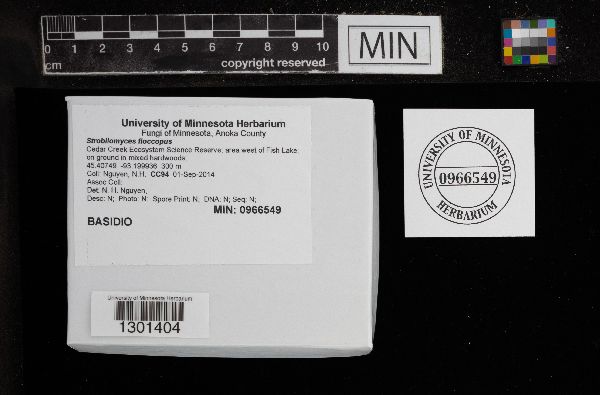 0 1 2 3 4 5 6 7 8 9 10
cm
copyright reserved
MIN
University of Minnesota Herbarium
Fungi of Minnesota, Anoka County
Strobilomyces floccopus
Cedar Creek Ecosystem Science Reserve; area west of Fish Lake;
on ground in mixed hardwoods;
45.40749 -93.199936 300 m
Coll: Nguyen, N.H. CC94 01-Sep-2014
Assoc Coll:
Det: N. H. Nguyen,
Desc: N; Photo: N; Spore Print: N; DNA: N; Seq: N;
MIN: 0966549
BASIDIO
University of Minnesota Herbarium
1301404
UNIVERSITY OF MINNESOTA
0966549
HERBARIUM